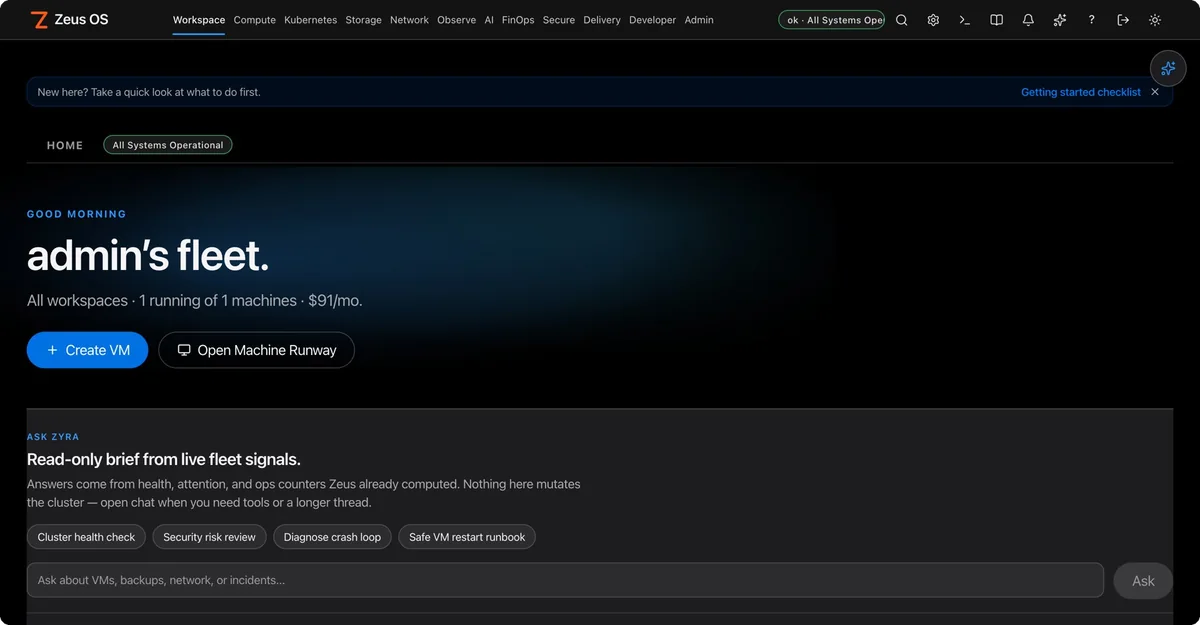 Zeus OS
Workspace Compute Kubernetes Storage Network Observe AI FinOps Secure Delivery Developer Admin
ok · All Systems Ope
New here? Take a quick look at what to do first.
Getting started checklist
HOME
All Systems Operational
GOOD MORNING
admin's fleet.
All workspaces · 1 running of 1 machines · $91/mo.
+ Create VM
Open Machine Runway
ASK ZYRA
Read-only brief from live fleet signals.
Answers come from health, attention, and ops counters Zeus already computed. Nothing here mutates
the cluster — open chat when you need tools or a longer thread.
Cluster health check
Security risk review
Diagnose crash loop
Safe VM restart runbook
Ask about VMs, backups, network, or incidents...
Ask